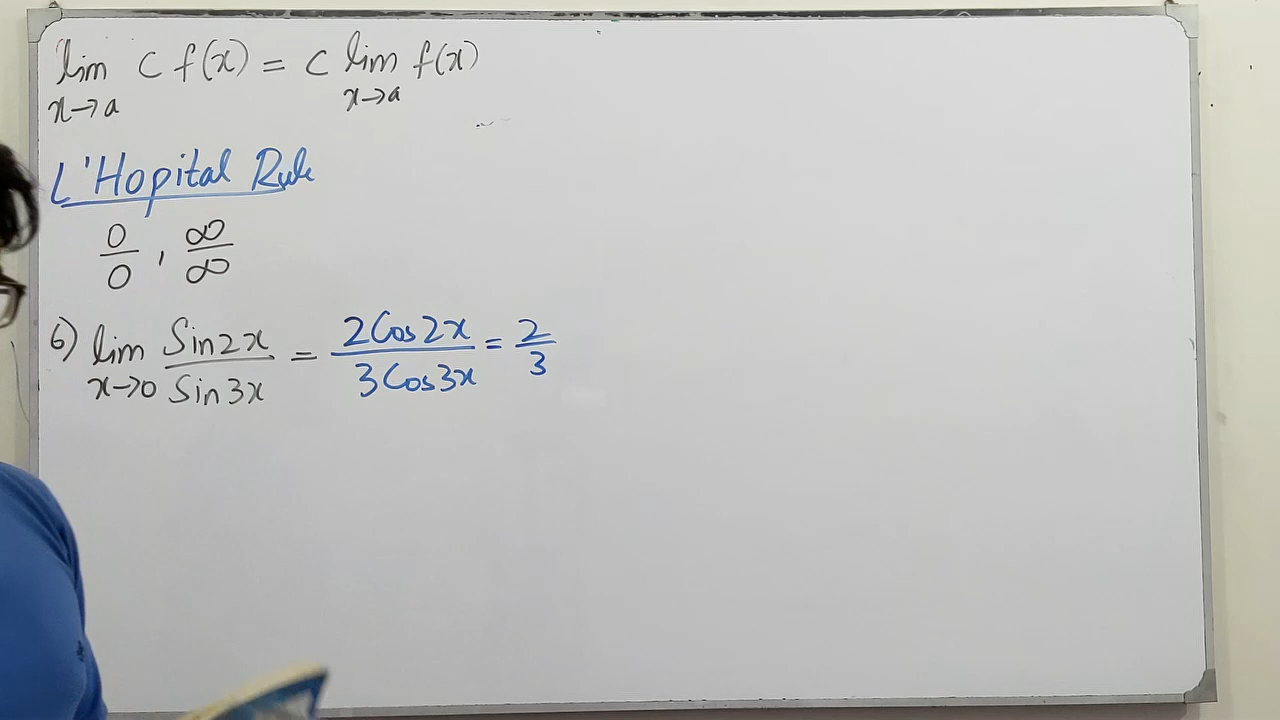 lim x→a C f(x) = C lim x→a f(x)
L'Hopital Rule
0/0 , ∞/∞
6) lim x→0 Sin2x/Sin3x = 2Cos2x/3Cos3x = 2/3